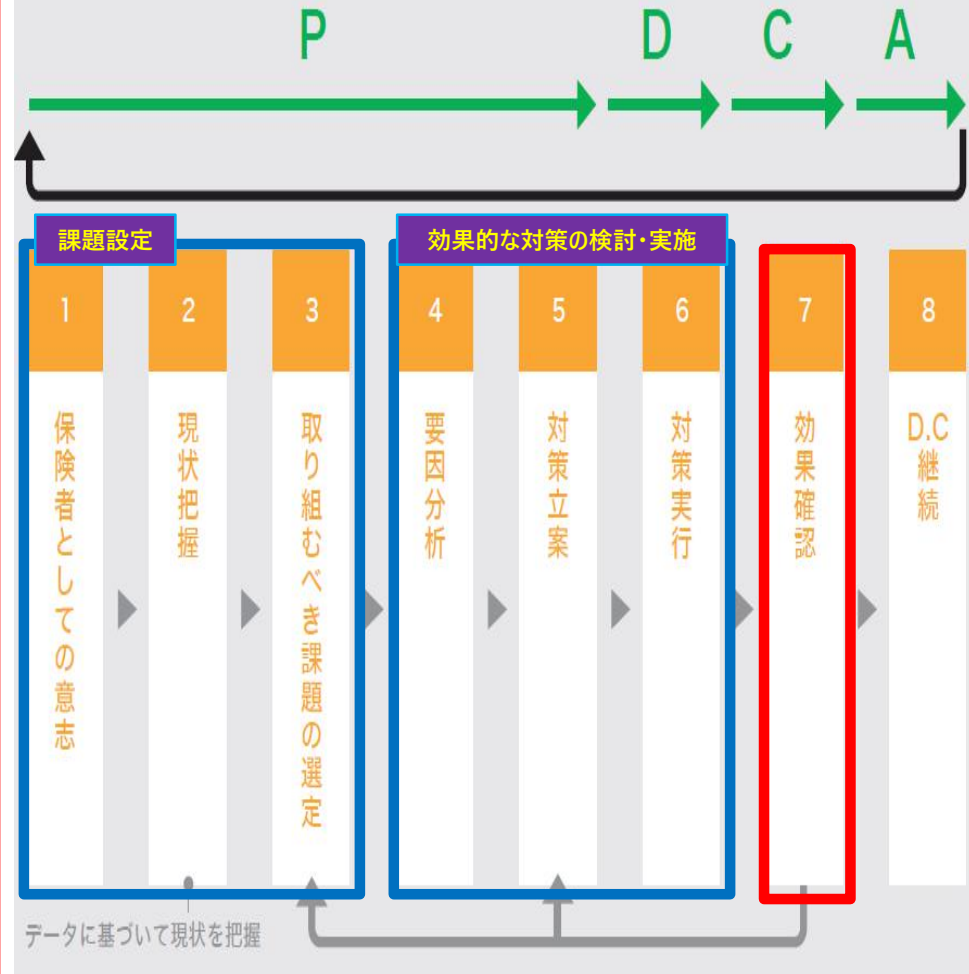 P
D
C
A
課題設定
効果的な対策の検討・実施
1
2
3
4
5
6
7
8
保険者としての意志
現状把握
取り組むべき課題の選定
要因分析
対策立案
対策実行
効果確認
D.C継続
データに基づいて現状を把握